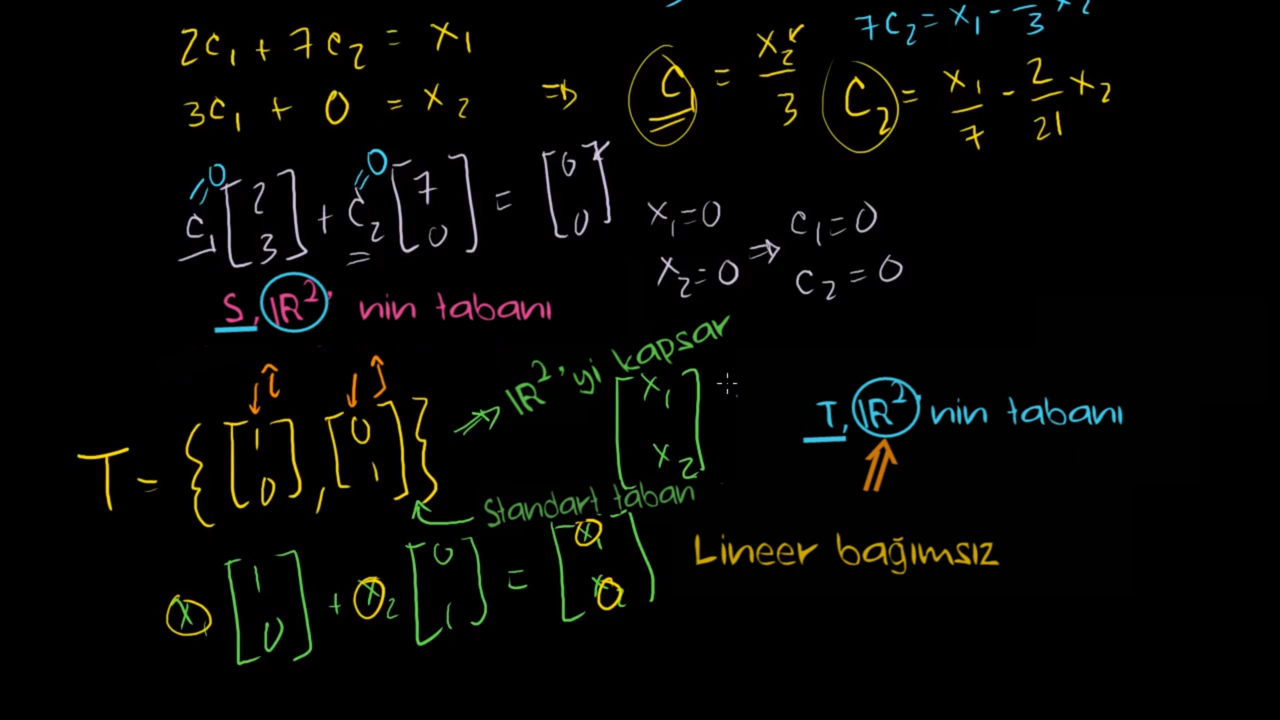 7c₂ = x₁ - 2/3 x₂
2c₁ + 7c₂ = x₁
3c₁ + 0 = x₂ ⇒ c₁ = x₂/3 c₂ = x₁/7 - 2/21 x₂
=0 =0
c₁ [2 3] + c₂ [7 0] = [0 0]
x₁=0 ⇒ c₁=0
x₂=0 c₂=0
S, ℝ²'nin tabanı
î ĵ
T = { [1 0], [0 1] } ⇒ ℝ²'yi kapsar
[x₁ x₂]
T, ℝ²'nin tabanı
Standart taban
x₁ [1 0] + x₂ [0 1] = [x₁ x₂]
Lineer bağımsız